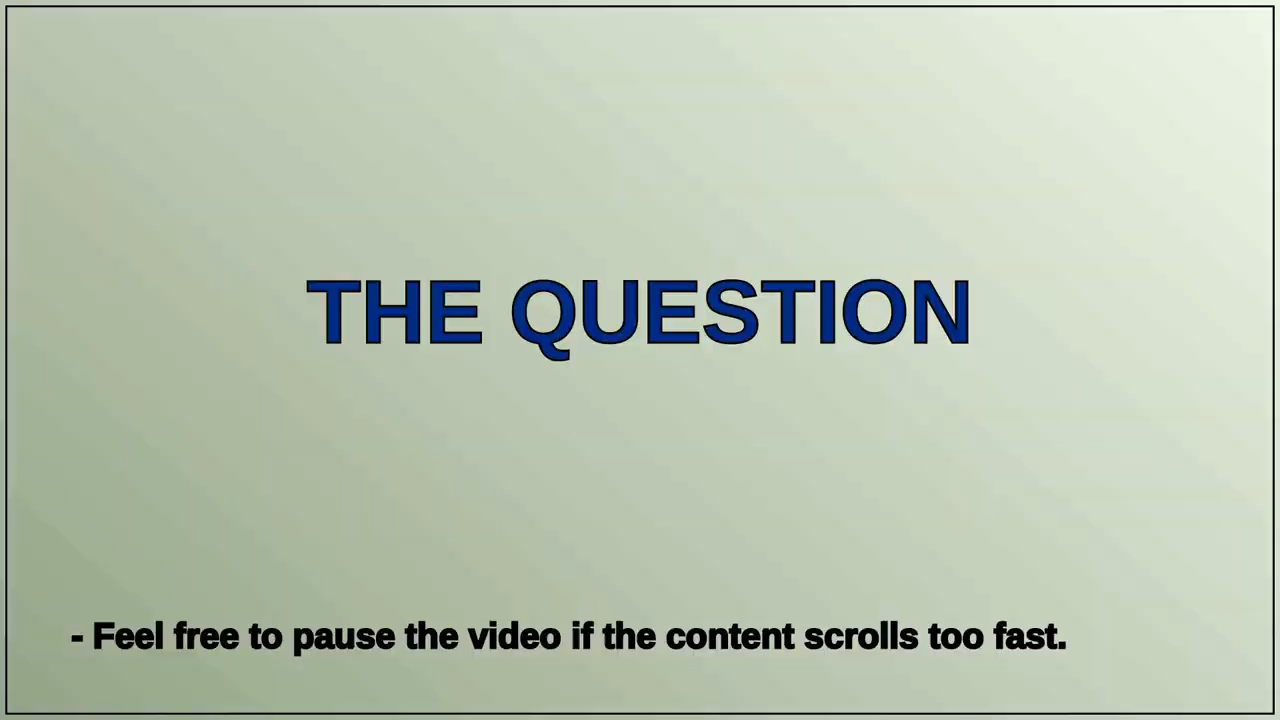 THE QUESTION
- Feel free to pause the video if the content scrolls too fast.